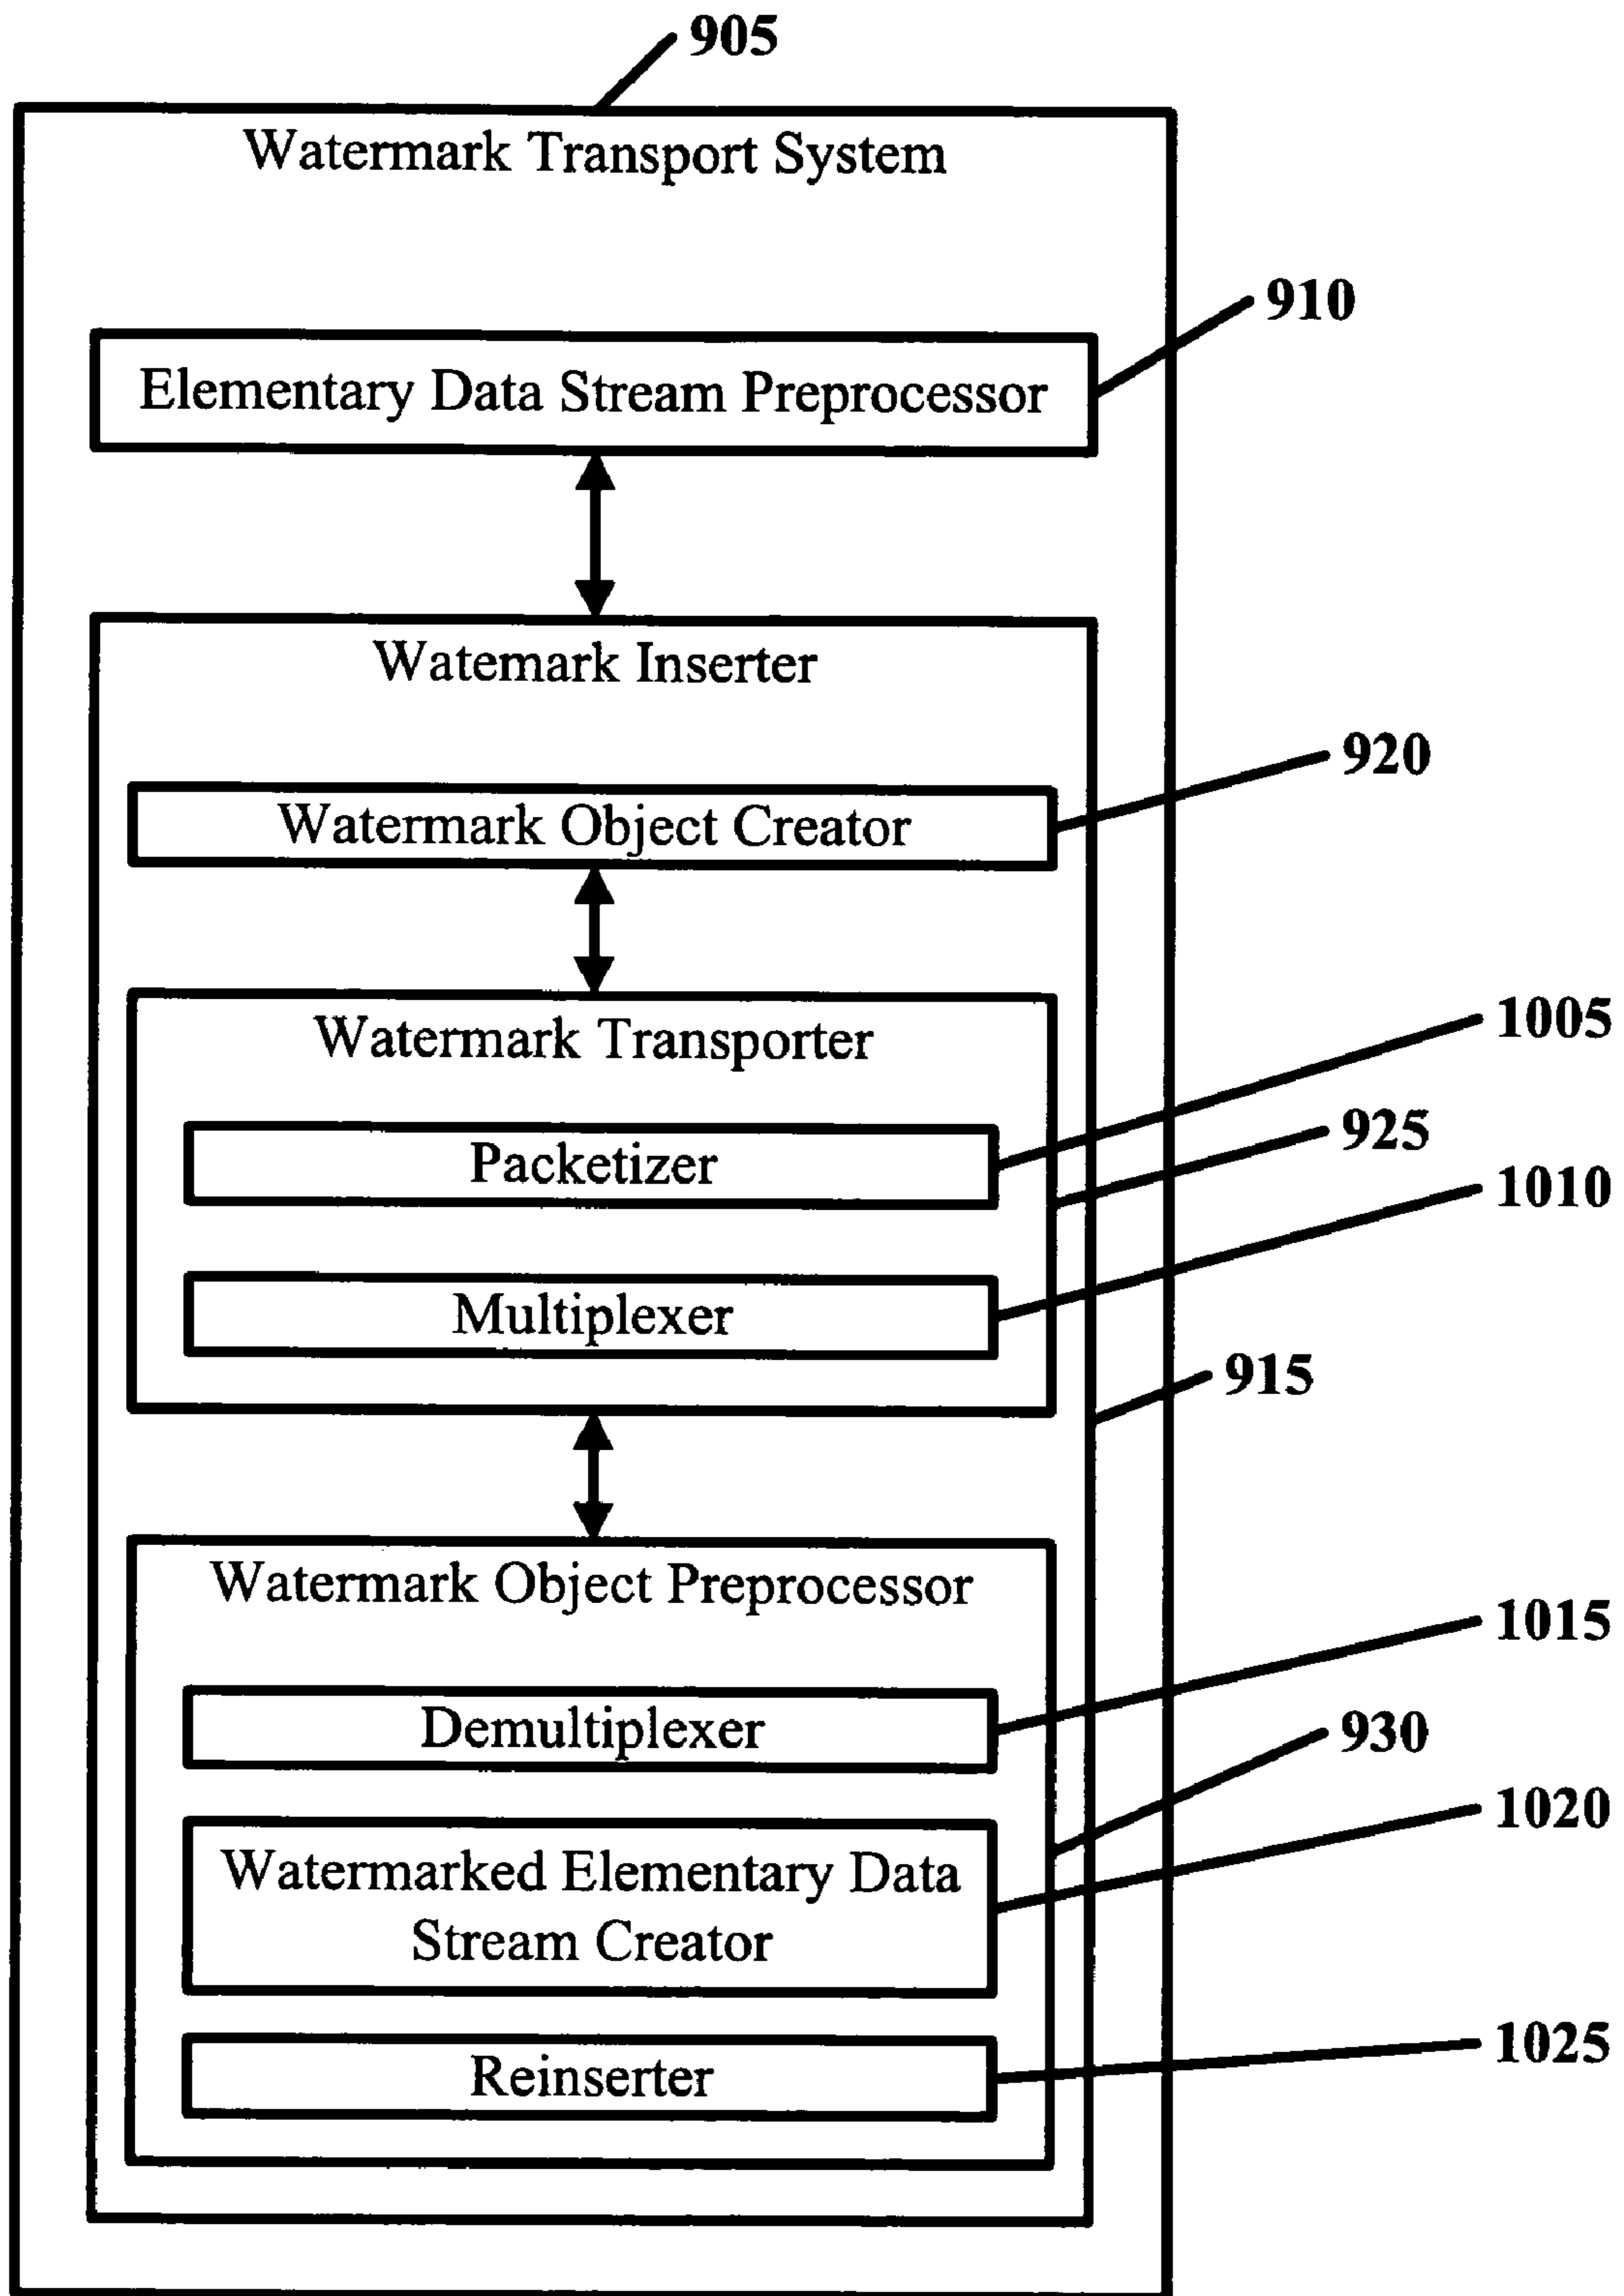 905
Watermark Transport System
910
Elementary Data Stream Preprocessor
Watemark Inserter
920
Watermark Object Creator
1005
Watermark Transporter
925
Packetizer
1010
Multiplexer
915
Watermark Object Preprocessor
1015
Demultiplexer
930
1020
Watermarked Elementary Data
Stream Creator
1025
Reinserter